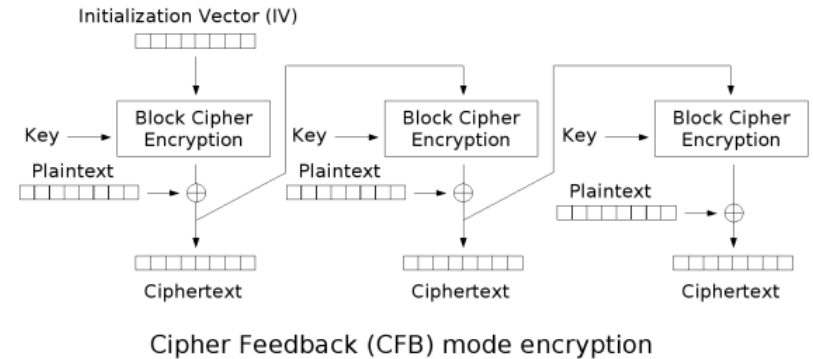 Initialization Vector (IV)
Block Cipher
Encryption
Key
Plaintext
Ciphertext
Block Cipher
Encryption
Key
Plaintext
Ciphertext
Block Cipher
Encryption
Key
Plaintext
Ciphertext
Cipher Feedback (CFB) mode encryption